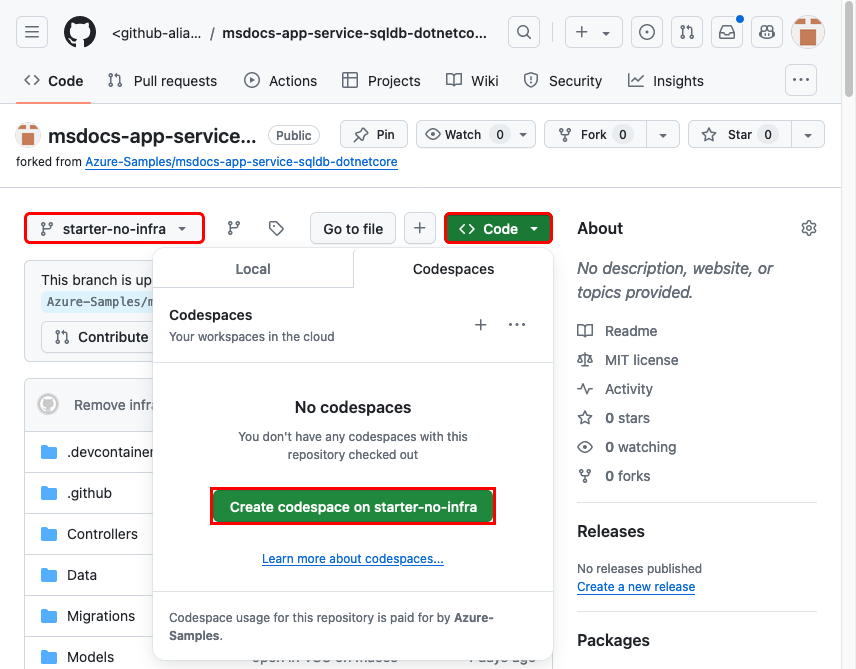 <github-alia... / msdocs-app-service-sqldb-dotnetco...
Code Pull requests Actions Projects Wiki Security Insights
msdocs-app-service... Public Pin Watch 0 Fork 0 Star 0
forked from Azure-Samples/msdocs-app-service-sqldb-dotnetcore
starter-no-infra Go to file + Code
About
No description, website, or
topics provided.
Readme
MIT license
Activity
0 stars
0 watching
0 forks
Releases
No releases published
Create a new release
Packages
This branch is up
Azure-Samples/m
Contribute
Remove infra
.devcontainer
.github
Controllers
Data
Migrations
Models
Local Codespaces
Codespaces
Your workspaces in the cloud
No codespaces
You don't have any codespaces with this
repository checked out
Create codespace on starter-no-infra
Learn more about codespaces...
Codespace usage for this repository is paid for by Azure-
Samples.